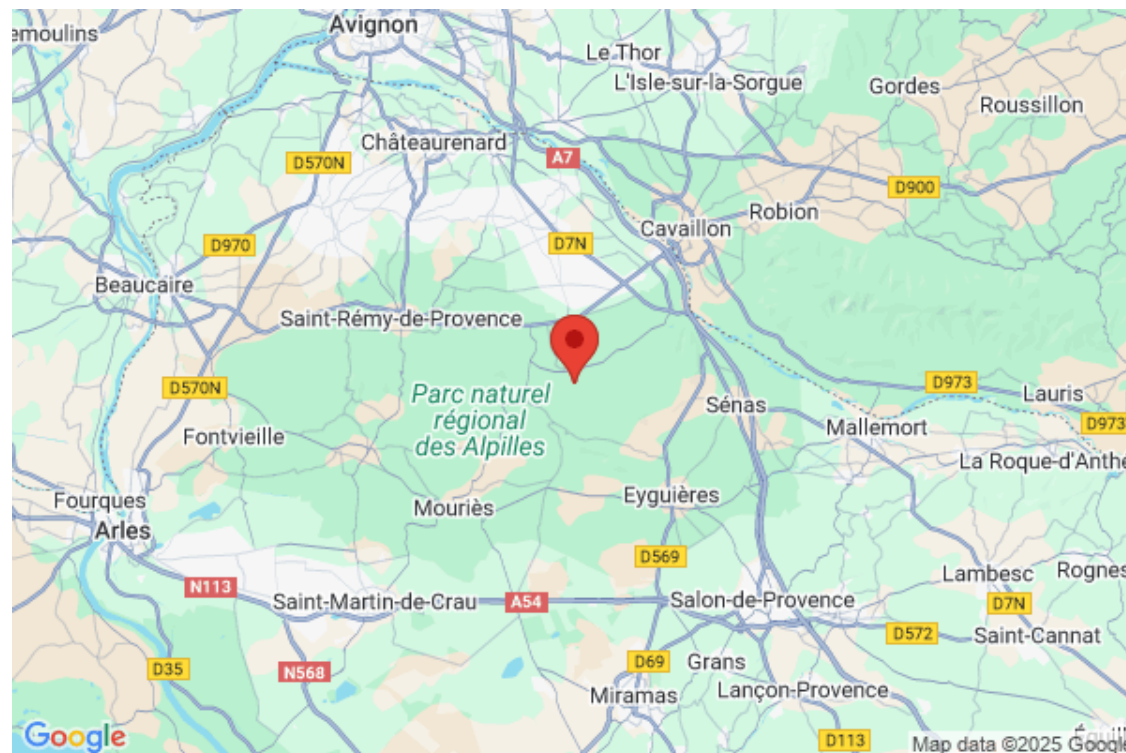 emoulins
Avignon
Le Thor
L'Isle-sur-la-Sorgue
Gordes
Roussillon
Châteaurenard
D570N
A7
D900
Robion
Cavaillon
D970
D7N
Beaucaire
Saint-Rémy-de-Provence
D570N
Parc naturel
régional
des Alpilles
D973
Lauris
Sénas
D973
Mallemort
Fontvieille
La Roque-d'Anthe
Fourques
Mouriès
Eyguières
Arles
D569
N113
Lambesc
Rognes
Saint-Martin-de-Crau
A54
Salon-de-Provence
D7N
D572
Saint-Cannat
D35
N568
D69
Grans
Miramas
Lançon-Provence
D113
Google
Map data ©2025 Google